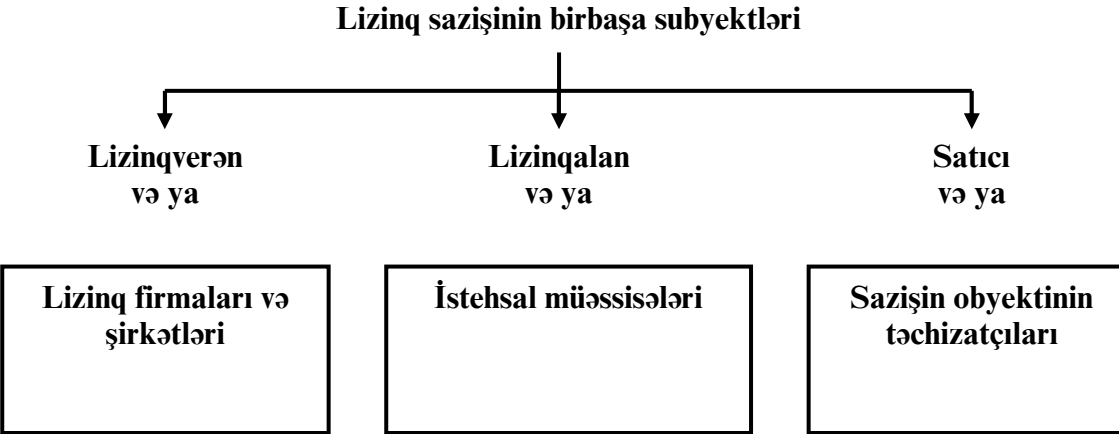 Lizinq sazişinin birbaşa subyektləri
Lizinqverən
və ya
Lizinqalan
və ya
Satıcı
və ya
Lizinq firmaları və
şirkətləri
İstehsal müəssisələri
Sazişin obyektinin
təchizatçıları